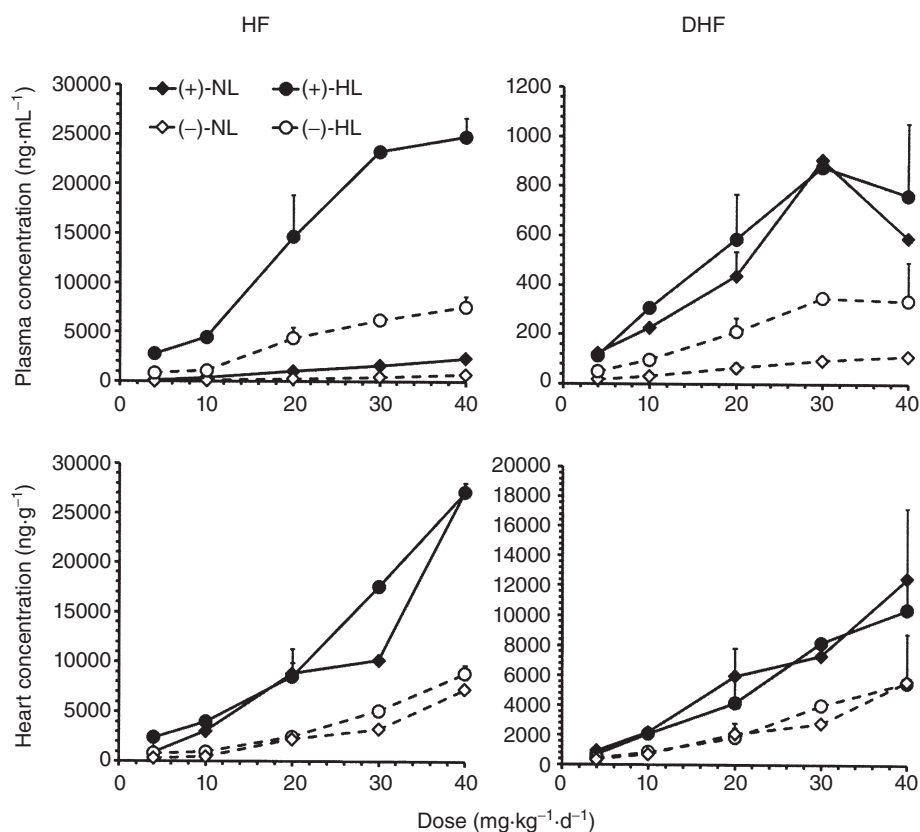 HF
DHF
Plasma concentration (ng·mL⁻¹)
30000
25000
20000
15000
10000
5000
0
(+)-NL
(+)-HL
(–)-NL
(–)-HL
0 10 20 30 40
1200
1000
800
600
400
200
0
0 10 20 30 40
Heart concentration (ng·g⁻¹)
30000
25000
20000
15000
10000
5000
0
0 10 20 30 40
20000
18000
16000
14000
12000
10000
8000
6000
4000
2000
0
0 10 20 30 40
Dose (mg·kg⁻¹·d⁻¹)